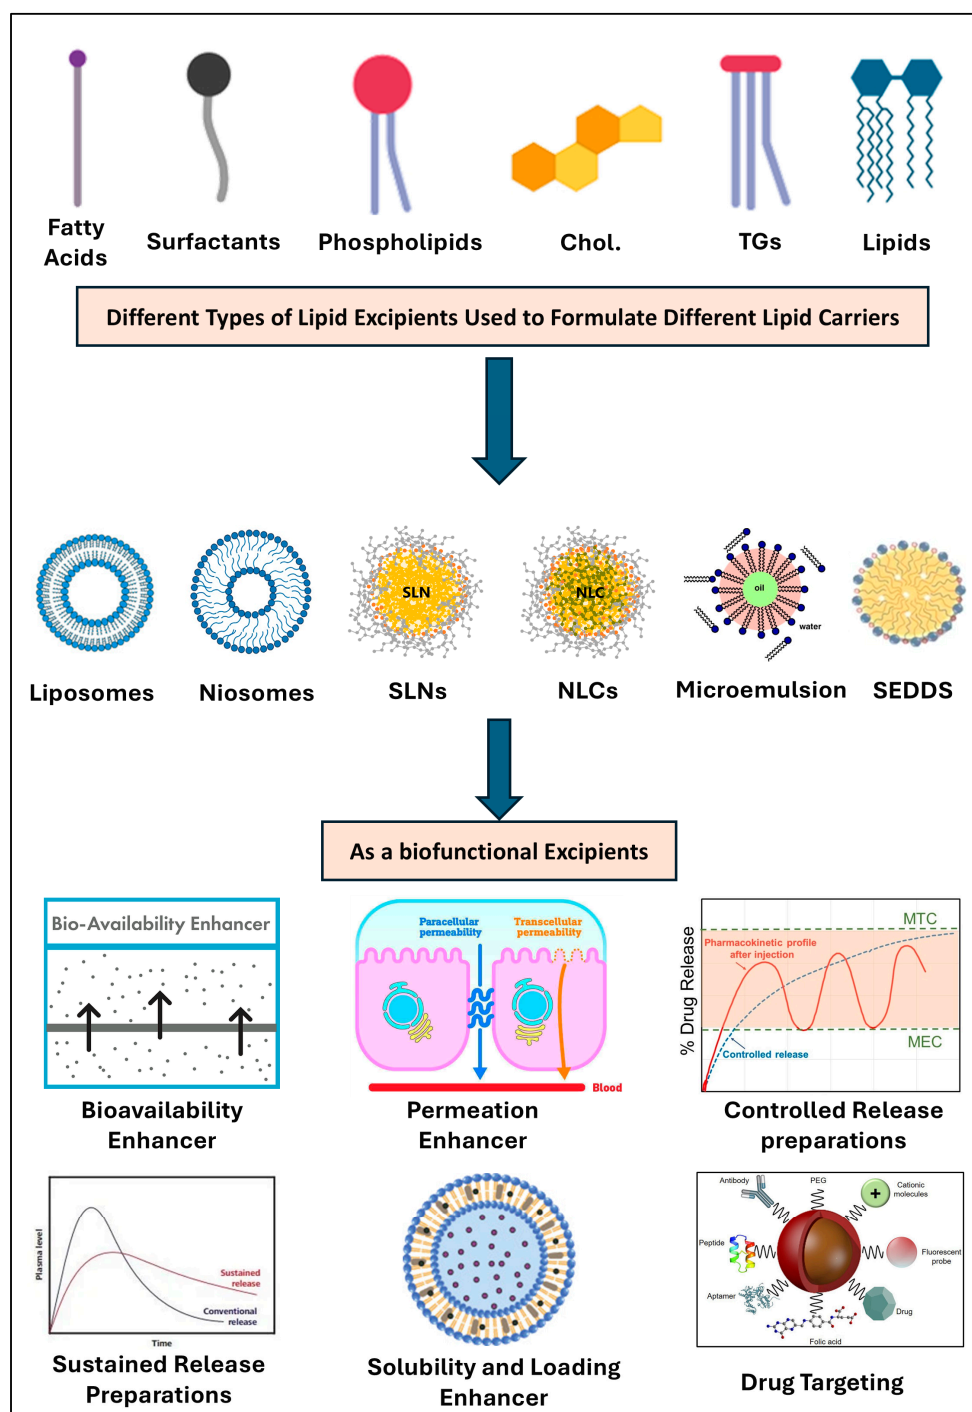 Fatty
Acids
Surfactants
Phospholipids
Chol.
TGs
Lipids
Different Types of Lipid Excipients Used to Formulate Different Lipid Carriers
SLN
NLC
oil
water
Liposomes
Niosomes
SLNs
NLCs
Microemulsion
SEDDS
As a biofunctional Excipients
Bio-Availability Enhancer
Bioavailability
Enhancer
Paracellular
permeability
Transcellular
permeability
Blood
Permeation
Enhancer
% Drug Release
MTC
Pharmacokinetic profile
after injection
MEC
Controlled release
Controlled Release
preparations
Plasma level
Sustained
release
Conventional
release
Time
Sustained Release
Preparations
Solubility and Loading
Enhancer
Antibody
PEG
Cationic
molecules
+
Peptide
Fluorescent
probe
Aptamer
Drug
Folic acid
Drug Targeting